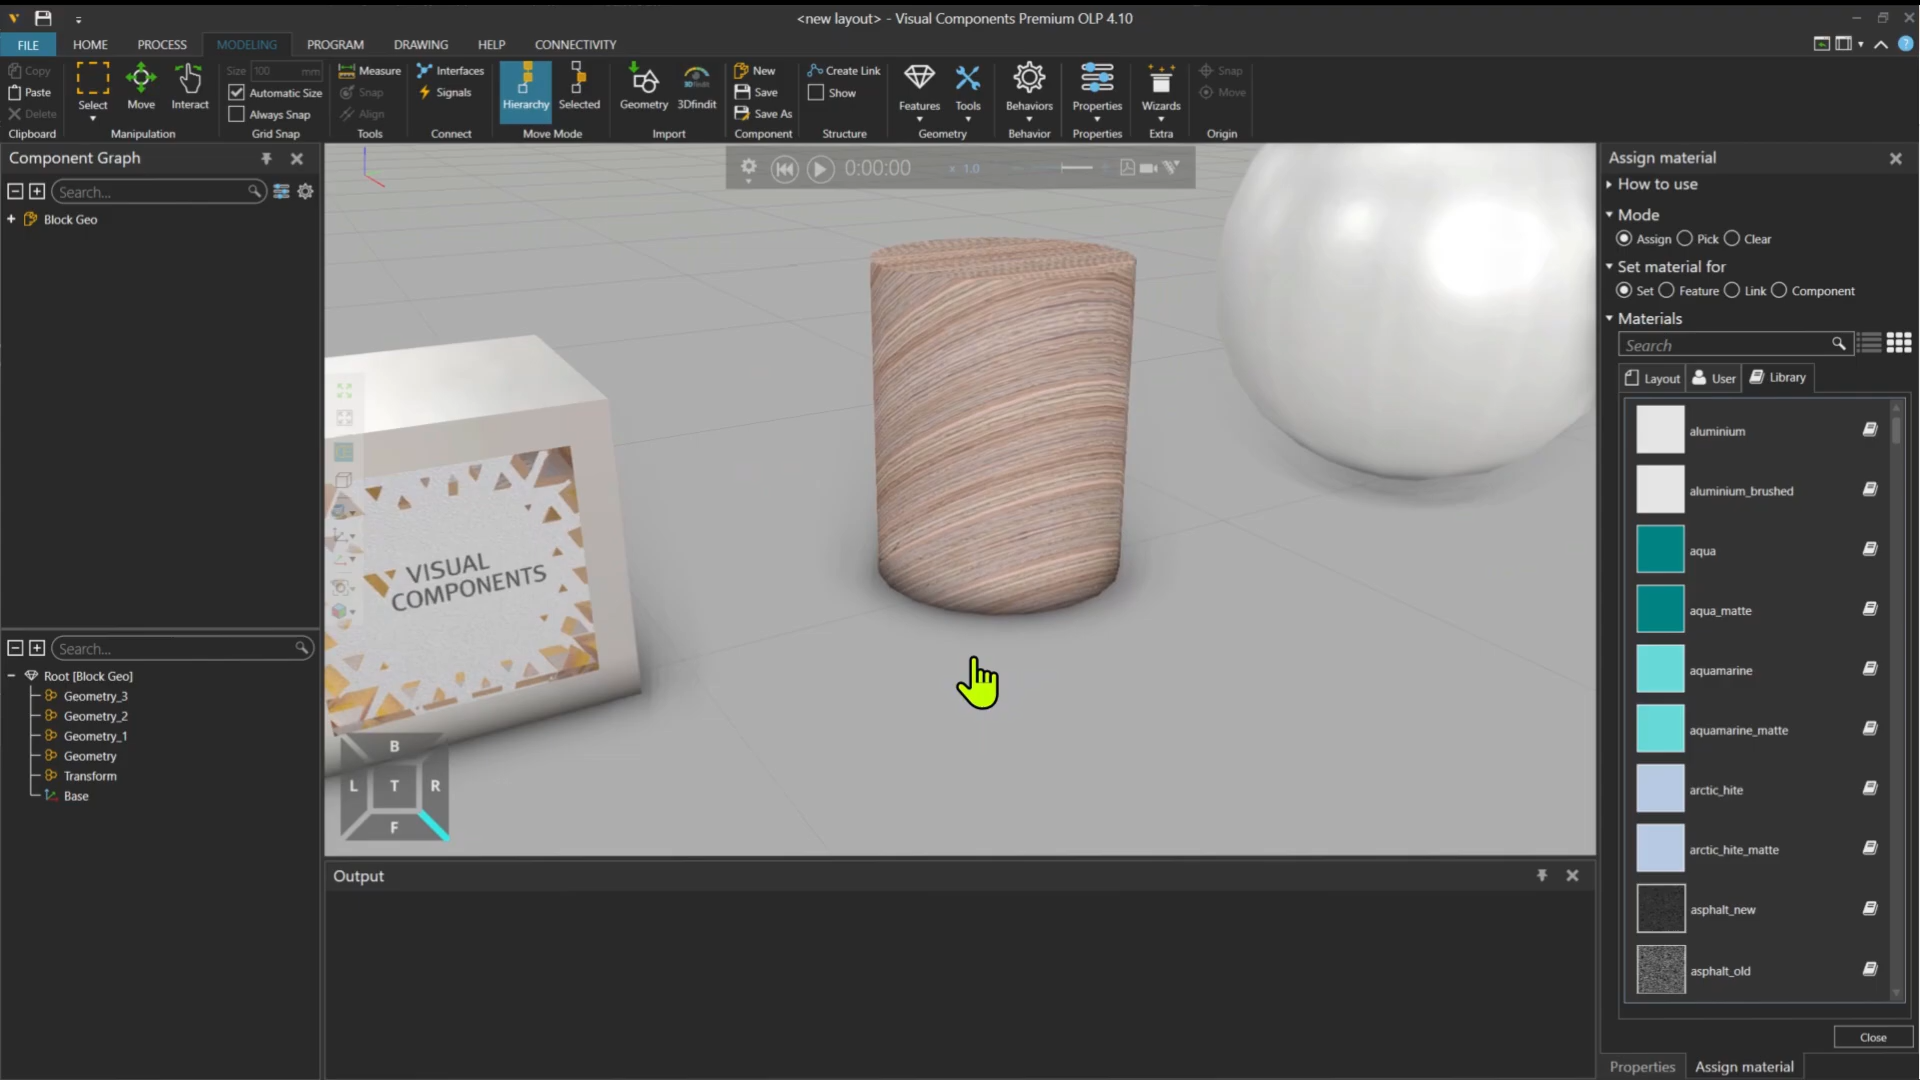 <new layout> - Visual Components Premium OLP 4.10
FILE HOME PROCESS MODELING PROGRAM DRAWING HELP CONNECTIVITY
Copy
Paste
Delete
Clipboard
Select
Move
Interact
Manipulation
Size 100 mm
Automatic Size
Always Snap
Grid Snap
Measure
Snap
Align
Tools
Interfaces
Signals
Connect
Hierarchy
Selected
Move Mode
Geometry
3Dfindit
Import
New
Save
Save As
Component
Create Link
Show
Structure
Features
Tools
Geometry
Behaviors
Behavior
Properties
Properties
Wizards
Extra
Snap
Move
Origin
Component Graph
Search...
Block Geo
Search...
Root [Block Geo]
Geometry_3
Geometry_2
Geometry_1
Geometry
Transform
Base
0:00:00
x 1.0
VISUAL
COMPONENTS
B
L T R
F
Output
Assign material
How to use
Mode
Assign Pick Clear
Set material for
Set Feature Link Component
Materials
Search
Layout User Library
aluminium
aluminium_brushed
aqua
aqua_matte
aquamarine
aquamarine_matte
arctic_hite
arctic_hite_matte
asphalt_new
asphalt_old
Close
Properties Assign material